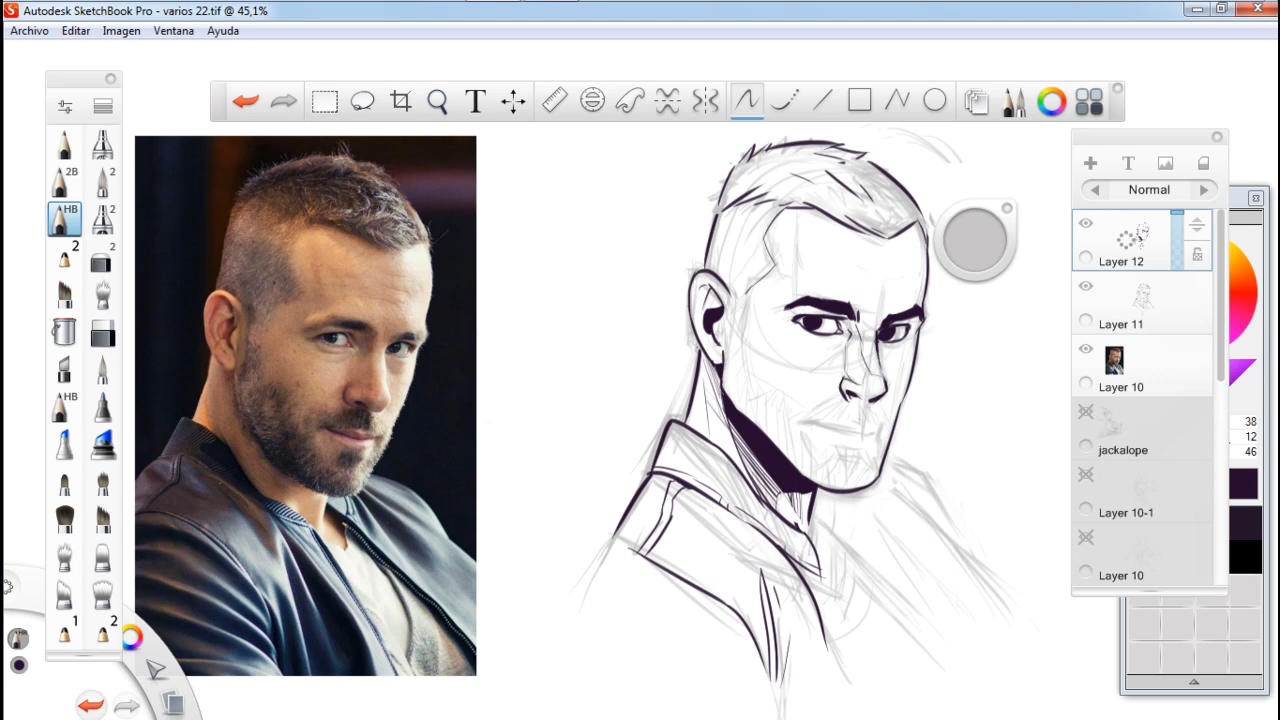 Autodesk SketchBook Pro - varios 22.tif @ 45,1%
Archivo Editar Imagen Ventana Ayuda
T
T
Normal
2B 2
HB 2
2 2
HB
1 2
Layer 12
Layer 11
Layer 10
jackalope
Layer 10-1
Layer 10
38
12
46